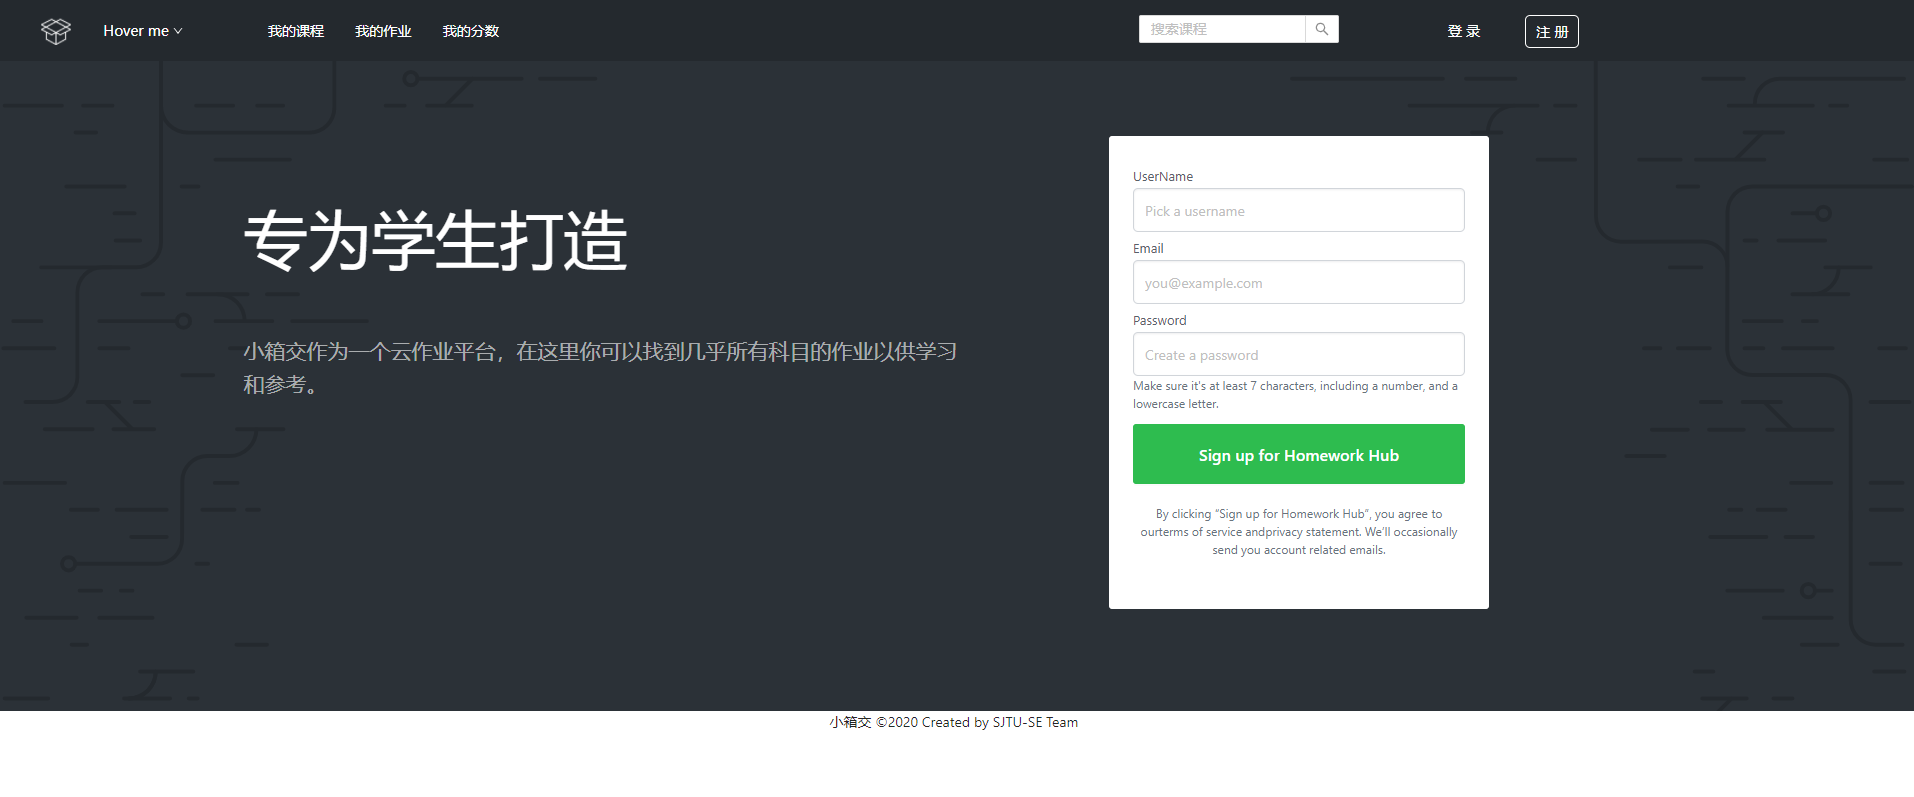 Hover me
我的课程
我的作业
我的分数
搜索课程
登 录
注 册
专为学生打造
小箱交作为一个云作业平台，在这里你可以找到几乎所有科目的作业以供学习
和参考。
UserName
Pick a username
Email
you@example.com
Password
Create a password
Make sure it's at least 7 characters, including a number, and a
lowercase letter.
Sign up for Homework Hub
By clicking “Sign up for Homework Hub”, you agree to
ourterms of service andprivacy statement. We’ll occasionally
send you account related emails.
小箱交 ©2020 Created by SJTU-SE Team